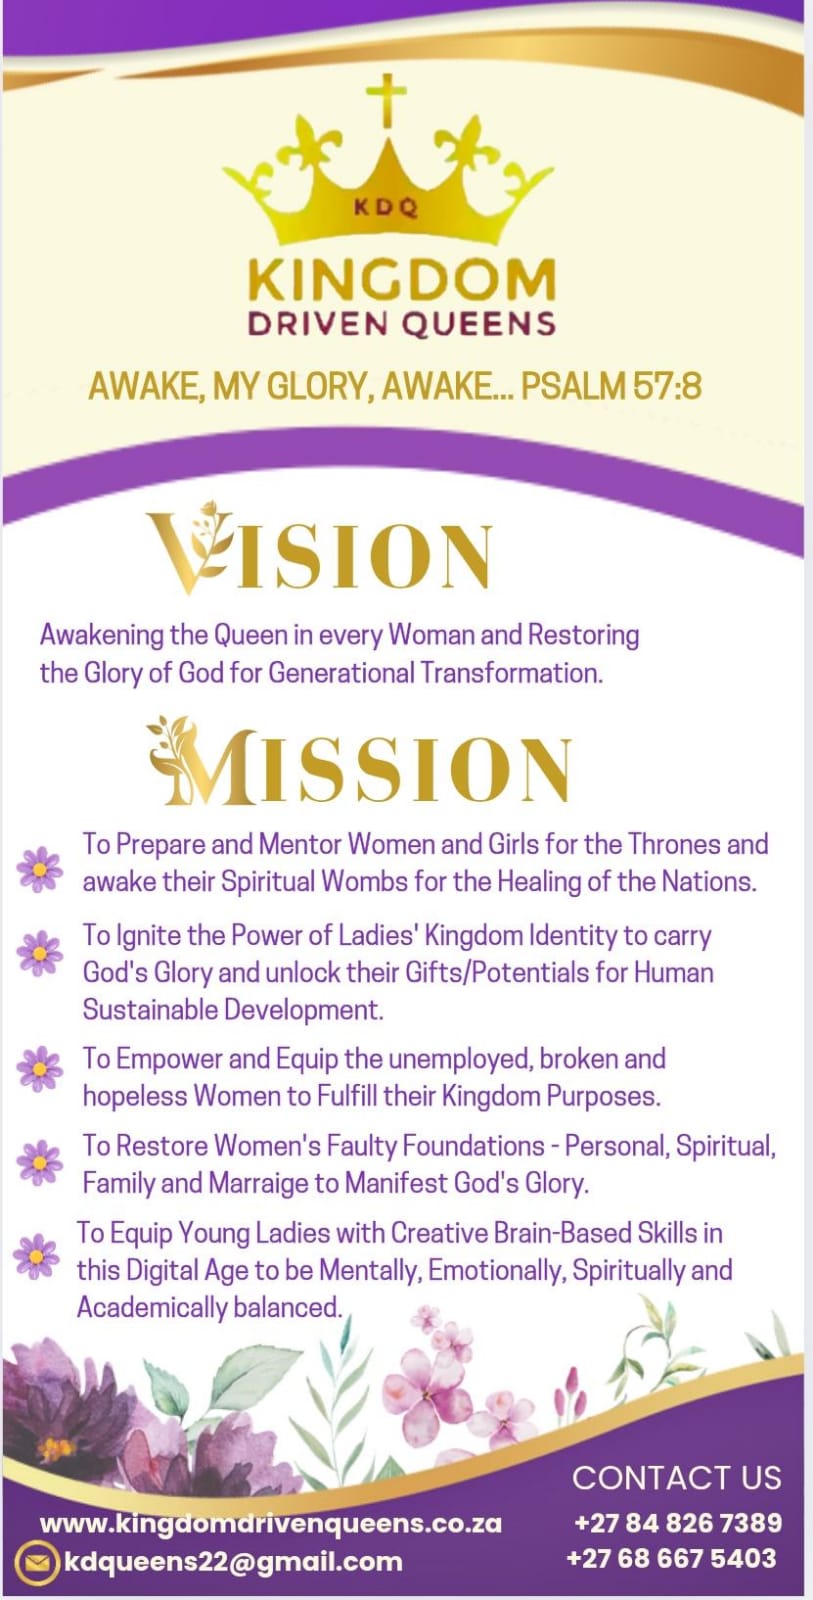 KDQ
KINGDOM
DRIVEN QUEENS
AWAKE, MY GLORY, AWAKE... PSALM 57:8
VISION
Awakening the Queen in every Woman and Restoring
the Glory of God for Generational Transformation.
MISSION
To Prepare and Mentor Women and Girls for the Thrones and
awake their Spiritual Wombs for the Healing of the Nations.
To Ignite the Power of Ladies' Kingdom Identity to carry
God's Glory and unlock their Gifts/Potentials for Human
Sustainable Development.
To Empower and Equip the unemployed, broken and
hopeless Women to Fulfill their Kingdom Purposes.
To Restore Women's Faulty Foundations - Personal, Spiritual,
Family and Marraige to Manifest God's Glory.
To Equip Young Ladies with Creative Brain-Based Skills in
this Digital Age to be Mentally, Emotionally, Spiritually and
Academically balanced.
CONTACT US
www.kingdomdrivenqueens.co.za
+27 84 826 7389
kdqueens22@gmail.com
+27 68 667 5403